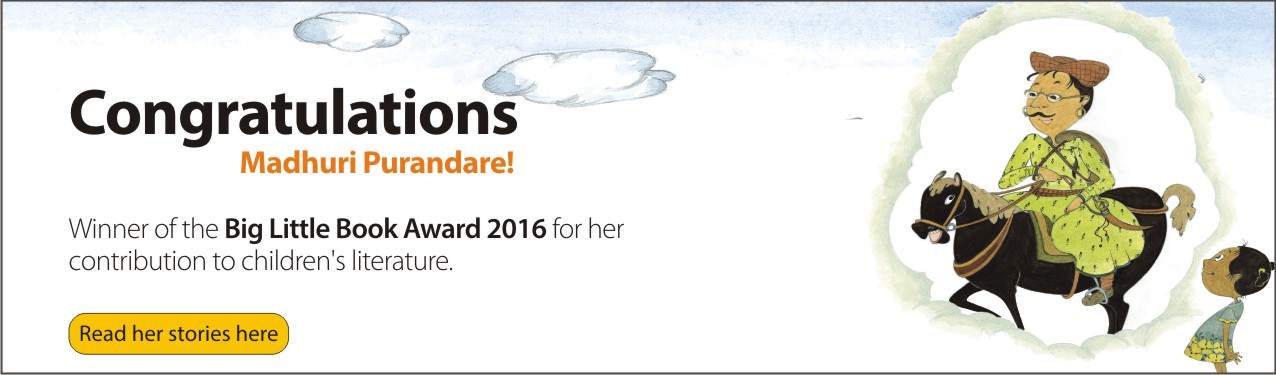 Congratulations
Madhuri Purandare!
Winner of the Big Little Book Award 2016 for her
contribution to children's literature.
Read her stories here